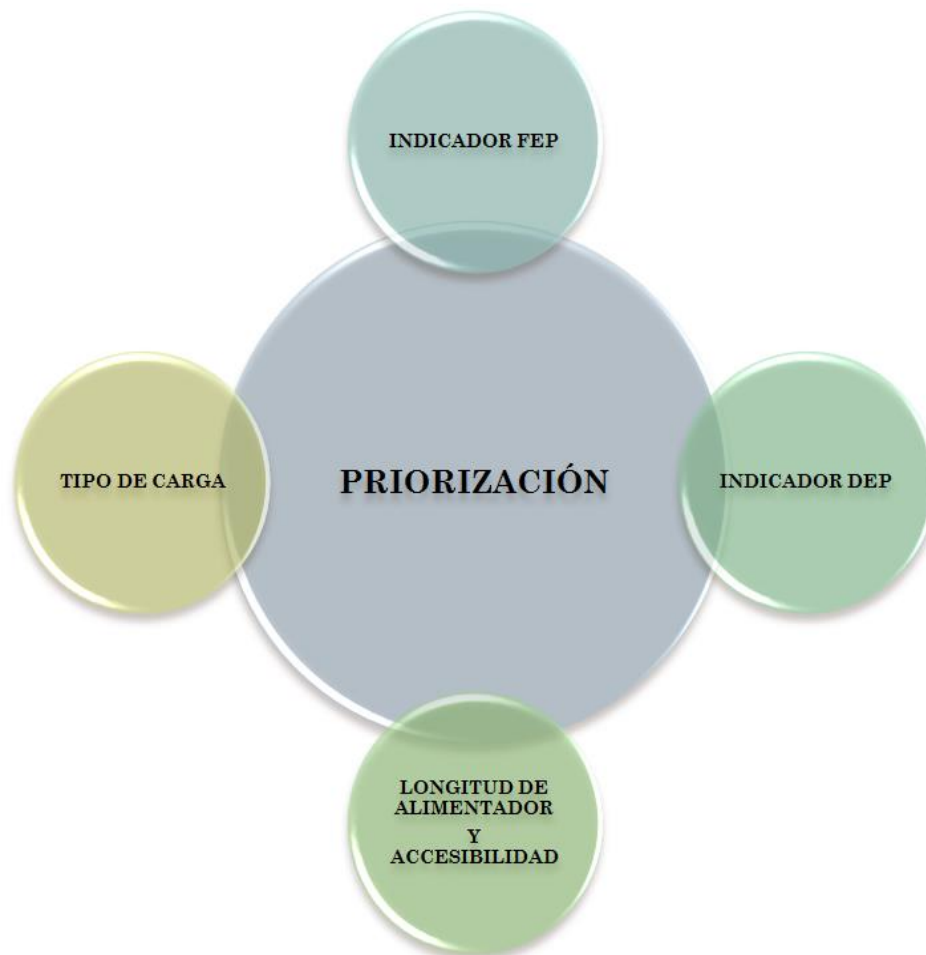 INDICADOR FEP
TIPO DE CARGA
PRIORIZACIÓN
INDICADOR DEP
LONGITUD DE
ALIMENTADOR
Y
ACCESIBILIDAD